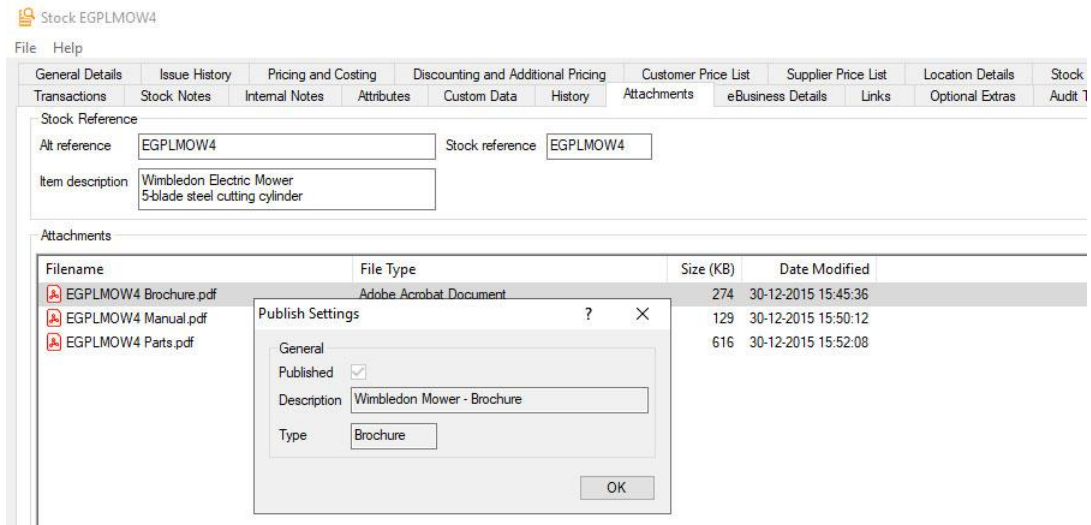 Stock EGPLMOW4
File Help
General Details Issue History Pricing and Costing Discounting and Additional Pricing Customer Price List Supplier Price List Location Details Stock
Transactions Stock Notes Internal Notes Attributes Custom Data History Attachments eBusiness Details Links Optional Extras Audit
Stock Reference
Alt reference EGPLMOW4 Stock reference EGPLMOW4
Item description Wimbledon Electric Mower
5-blade steel cutting cylinder
Attachments
Filename File Type Size (KB) Date Modified
EGPLMOW4 Brochure.pdf Adobe Acrobat Document 274 30-12-2015 15:45:36
EGPLMOW4 Manual.pdf 129 30-12-2015 15:50:12
EGPLMOW4 Parts.pdf 616 30-12-2015 15:52:08
Publish Settings ? X
General
Published
Description Wimbledon Mower - Brochure
Type Brochure
OK